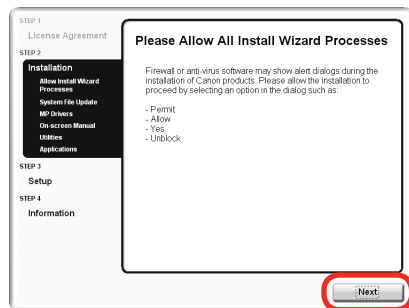 STEP 1
License Agreement
STEP 2
Installation
Allow Install Wizard
Processes
System File Update
MP Drivers
On-screen Manual
Utilities
Applications
STEP 3
Setup
STEP 4
Information
Please Allow All Install Wizard Processes
Firewall or anti-virus software may show alert dialogs during the
installation of Canon products. Please allow the installation to
proceed by selecting an option in the dialog such as:
- Permit
- Allow
- Yes
- Unblock
Next